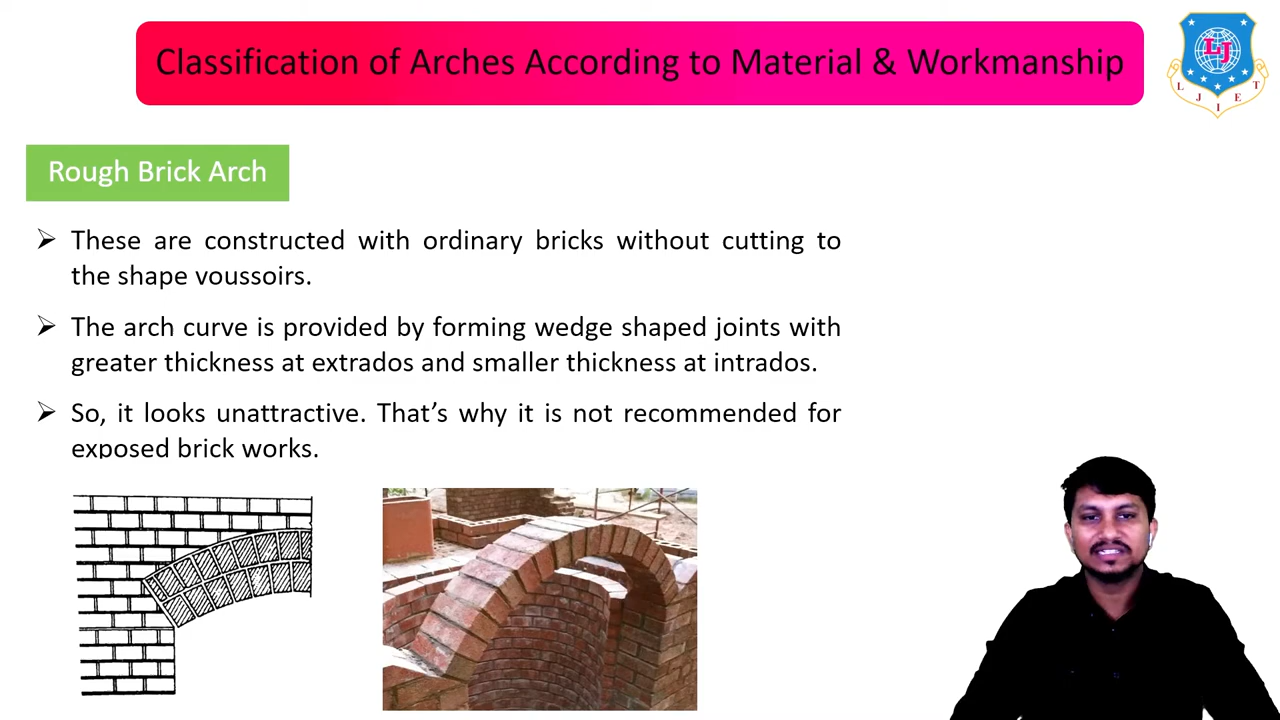 Classification of Arches According to Material & Workmanship
LJ
L J I E T
Rough Brick Arch
➢ These are constructed with ordinary bricks without cutting to
the shape voussoirs.
➢ The arch curve is provided by forming wedge shaped joints with
greater thickness at extrados and smaller thickness at intrados.
➢ So, it looks unattractive. That’s why it is not recommended for
exposed brick works.